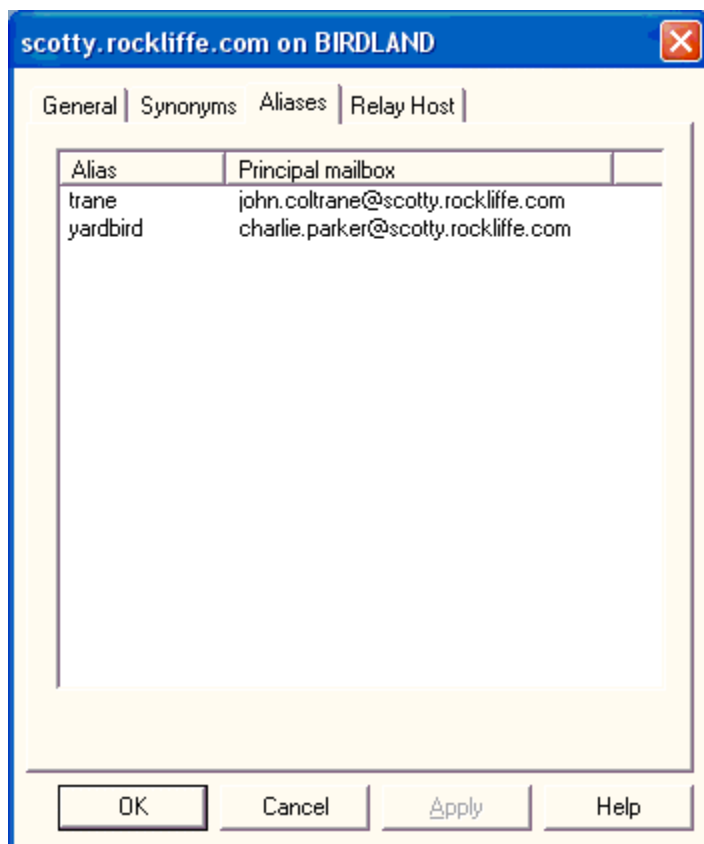 scotty.rockliffe.com on BIRDLAND
General Synonyms Aliases Relay Host
Alias Principal mailbox
trane john.coltrane@scotty.rockliffe.com
yardbird charlie.parker@scotty.rockliffe.com
OK Cancel Apply Help